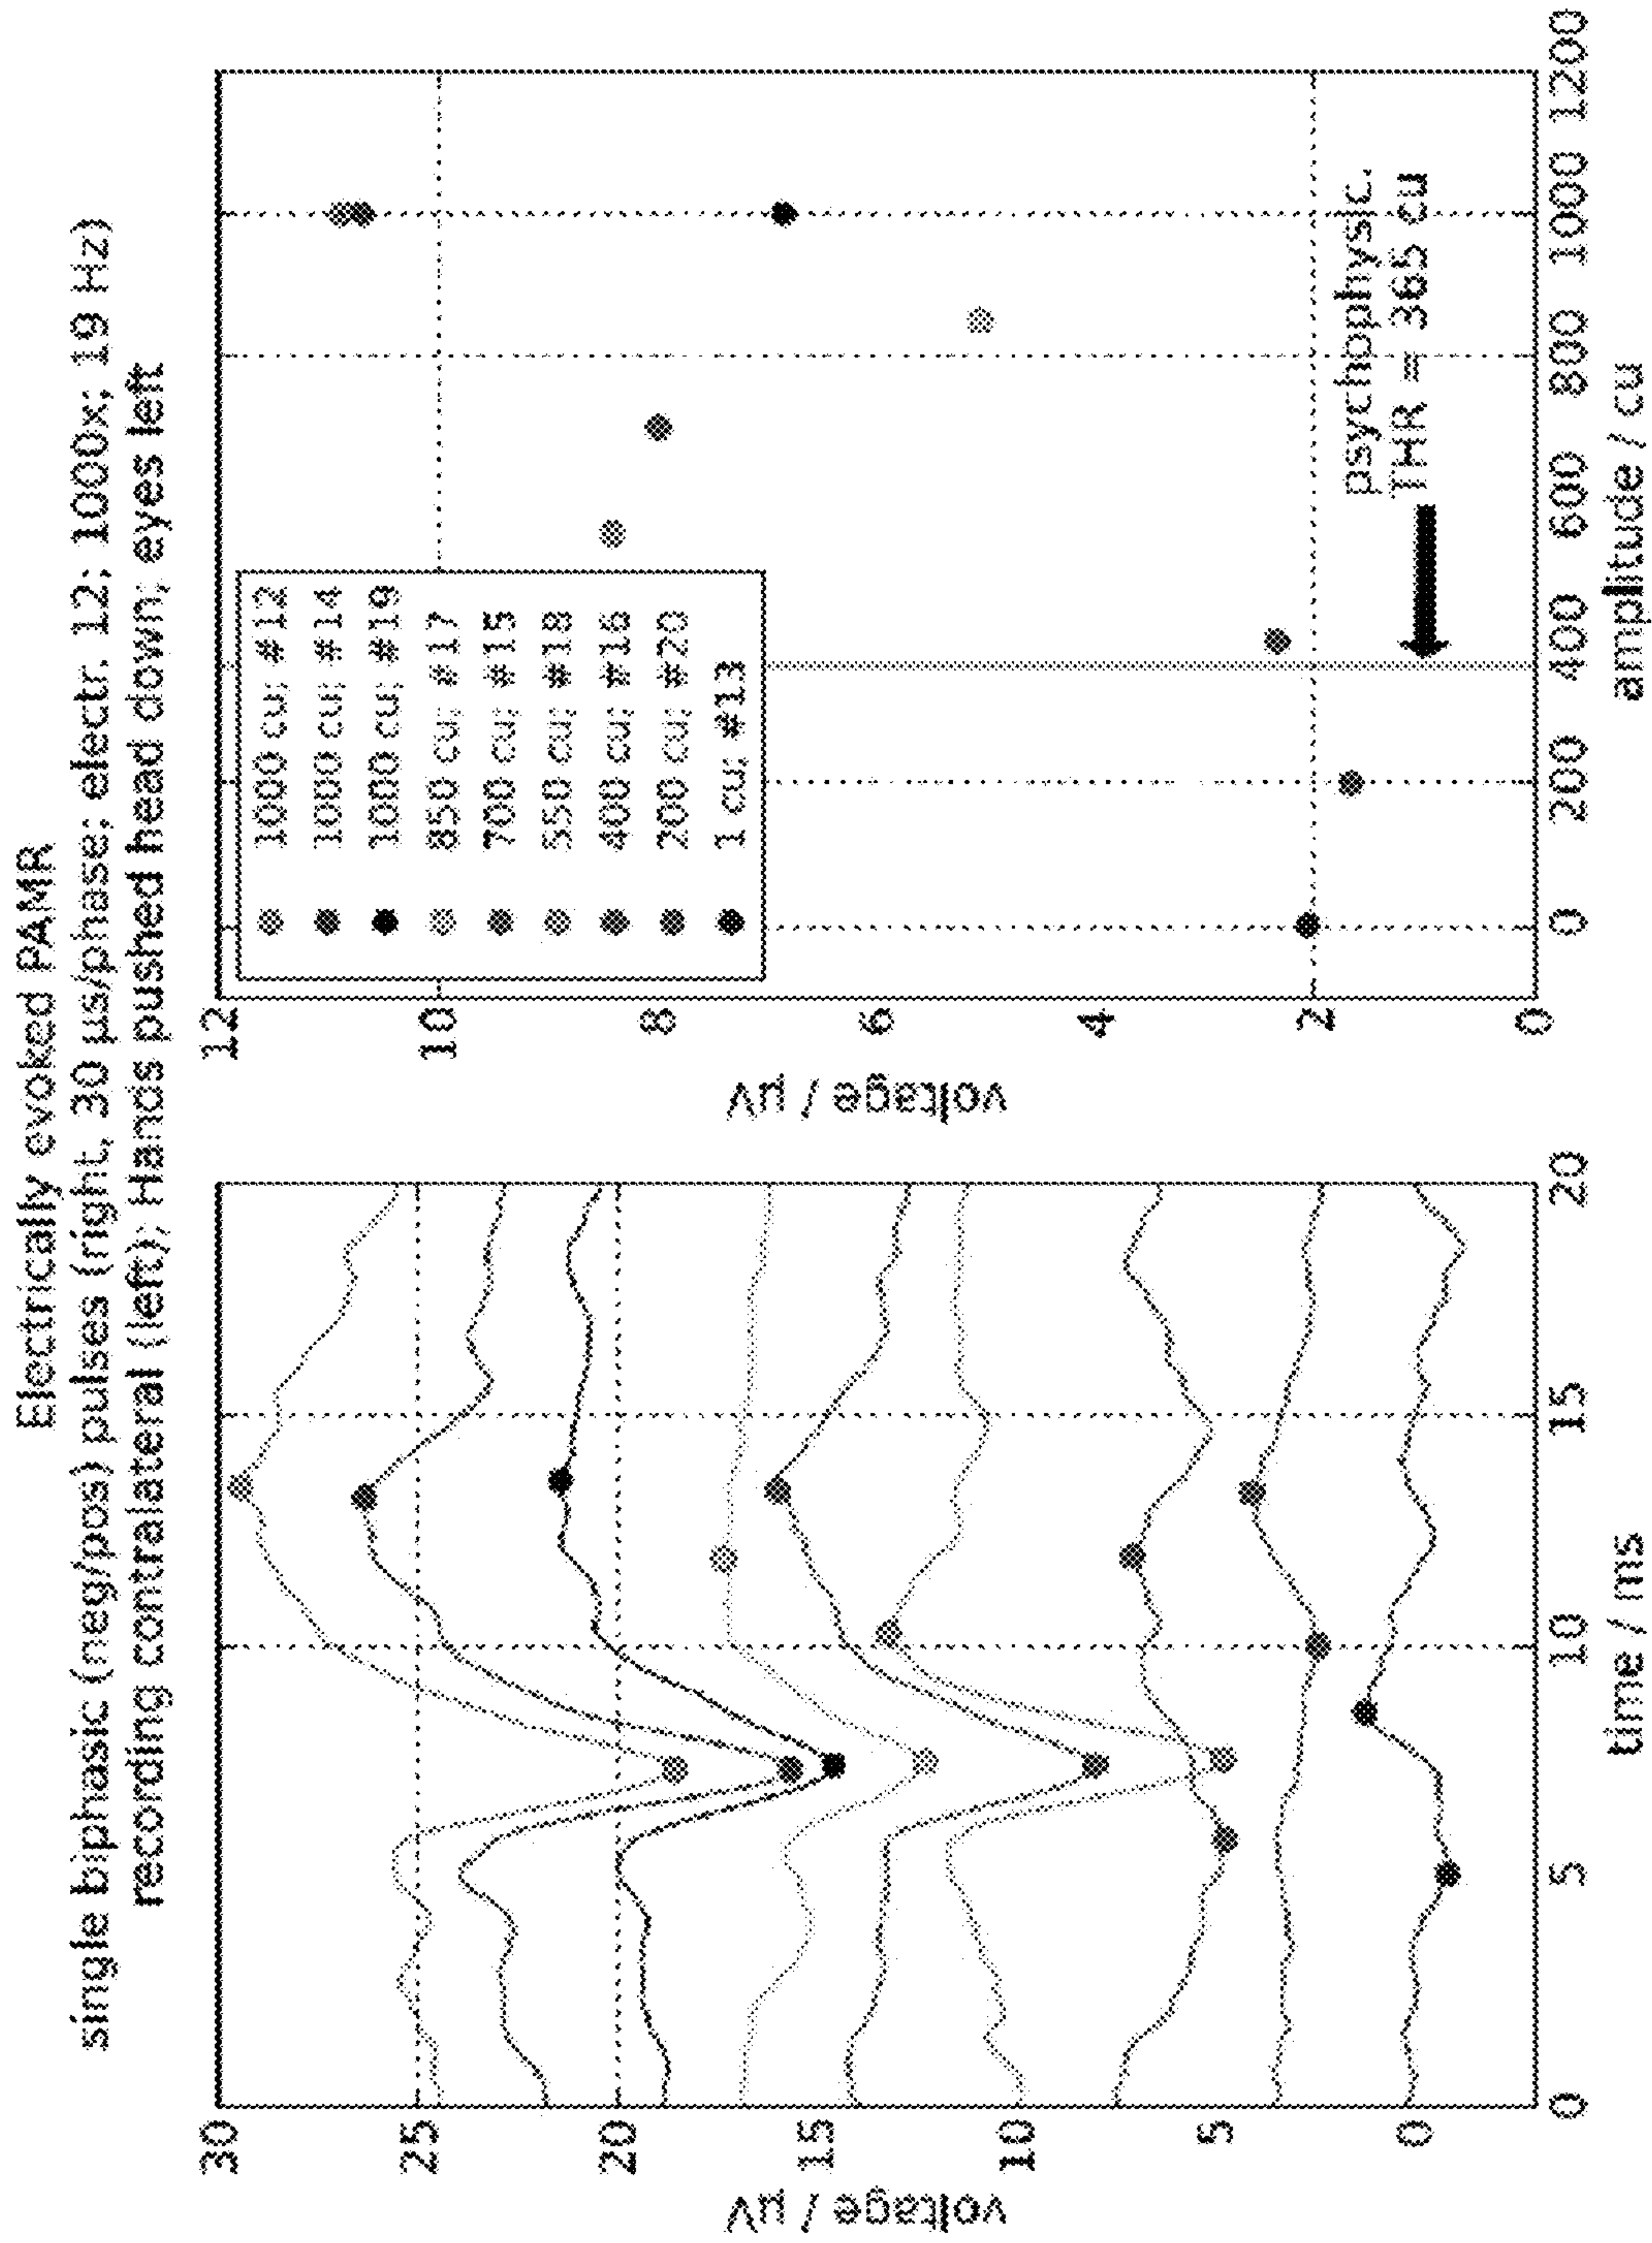 Electrically evoked PAMR
single biphasic (neg/pos) pulses (right, 30 µs/phase; electr. 12; 1000x; 19 Hz)
recording contralateral (left); Hands pushed head down; eyes left
voltage / µV
30
25
20
15
10
5
0
0
5
10
15
20
time / ms
voltage / µV
12
10
8
6
4
2
0
1000 cu; #12
1000 cu; #14
1000 cu; #19
850 cu; #17
700 cu; #15
550 cu; #18
400 cu; #16
200 cu; #20
1 cu; #13
psychophysic.
THR = 365 cu
0
200
400
600
800
1000
1200
amplitude / cu